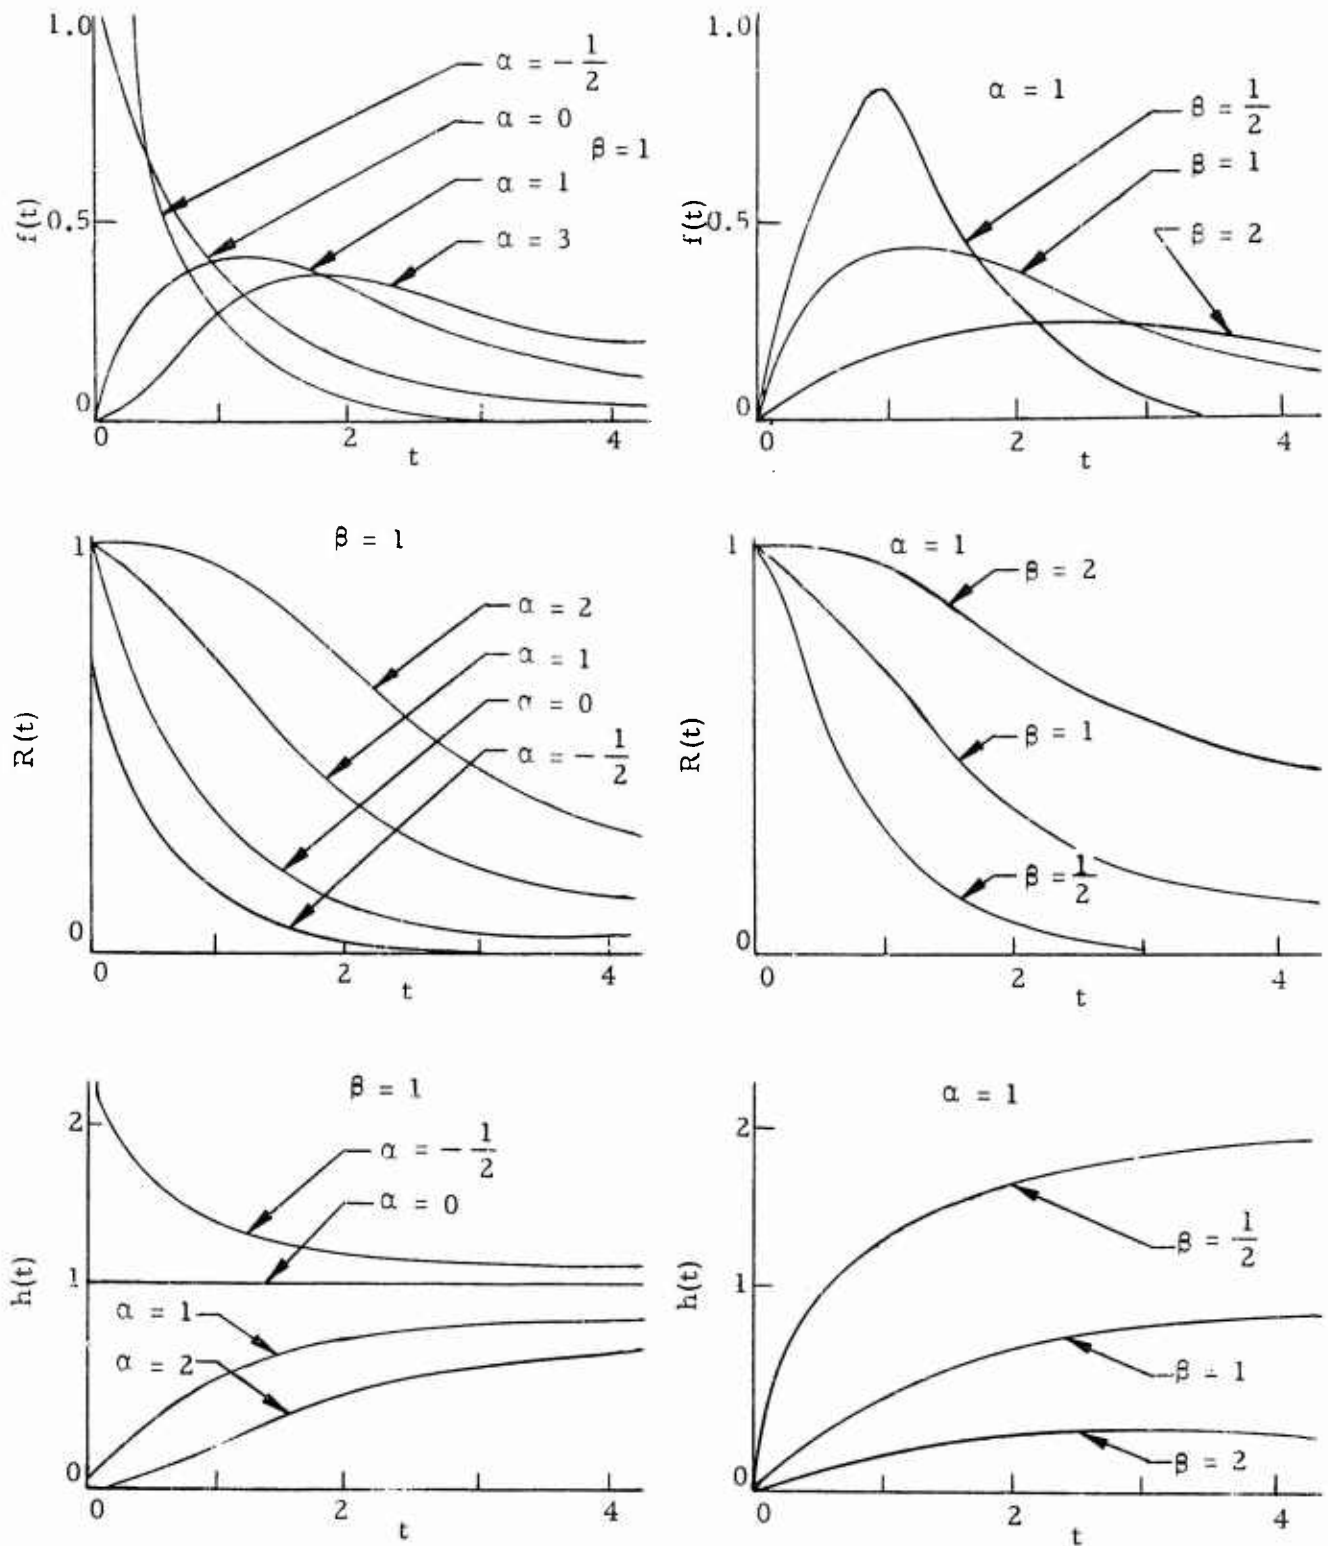 1.0
α = - 1/2
α = 0
β = 1
α = 1
α = 3
f(t)
0.5
0
0
2
4
t
1.0
α = 1
β = 1/2
β = 1
β = 2
f(t)
0.5
0
0
2
4
t
β = 1
1
α = 2
α = 1
α = 0
α = - 1/2
R(t)
0
0
2
4
t
α = 1
1
β = 2
β = 1
β = 1/2
R(t)
0
0
2
4
t
β = 1
2
α = - 1/2
α = 0
h(t)
1
α = 1
α = 2
0
0
2
4
t
α = 1
2
β = 1/2
h(t)
1
β = 1
β = 2
0
0
2
4
t